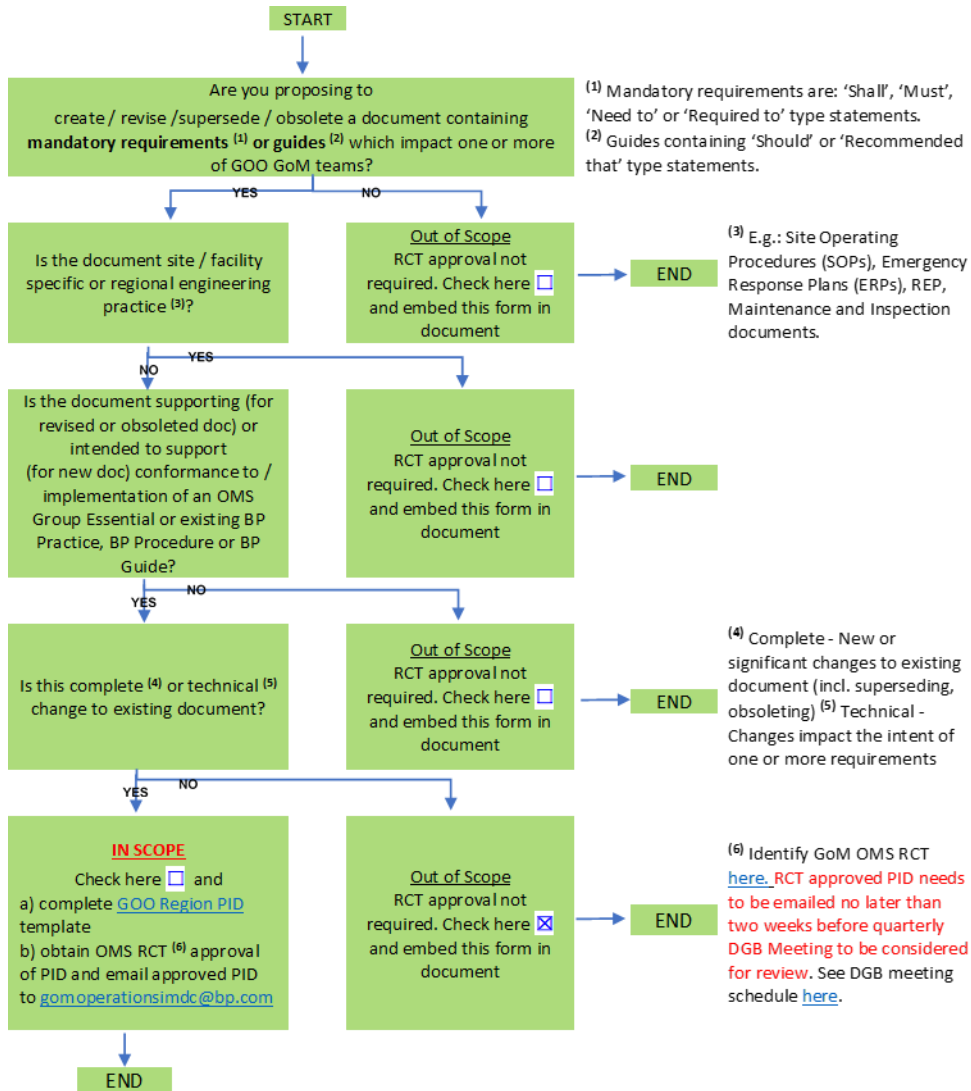 START
Are you proposing to
create / revise /supersede / obsolete a document containing
mandatory requirements (1) or guides (2) which impact one or more
of GOO GoM teams?
(1) Mandatory requirements are: ‘Shall’, ‘Must’,
‘Need to’ or ‘Required to’ type statements.
(2) Guides containing ‘Should’ or ‘Recommended
that’ type statements.
YES
NO
Is the document site / facility
specific or regional engineering
practice (3)?
Out of Scope
RCT approval not
required. Check here ☐
and embed this form in
document
END
(3) E.g.: Site Operating
Procedures (SOPs), Emergency
Response Plans (ERPs), REP,
Maintenance and Inspection
documents.
YES
NO
Is the document supporting (for
revised or obsoleted doc) or
intended to support
(for new doc) conformance to /
implementation of an OMS
Group Essential or existing BP
Practice, BP Procedure or BP
Guide?
Out of Scope
RCT approval not
required. Check here ☐
and embed this form in
document
END
NO
YES
Is this complete (4) or technical (5)
change to existing document?
Out of Scope
RCT approval not
required. Check here ☐
and embed this form in
document
END
(4) Complete - New or
significant changes to existing
document (incl. superseding,
obsoleting) (5) Technical -
Changes impact the intent of
one or more requirements
YES
NO
IN SCOPE
Check here ☐ and
a) complete GOO Region PID
template
b) obtain OMS RCT (6) approval
of PID and email approved PID
to gomoperationsimdc@bp.com
Out of Scope
RCT approval not
required. Check here ☒
and embed this form in
document
END
(6) Identify GoM OMS RCT
here. RCT approved PID needs
to be emailed no later than
two weeks before quarterly
DGB Meeting to be considered
for review. See DGB meeting
schedule here.
END